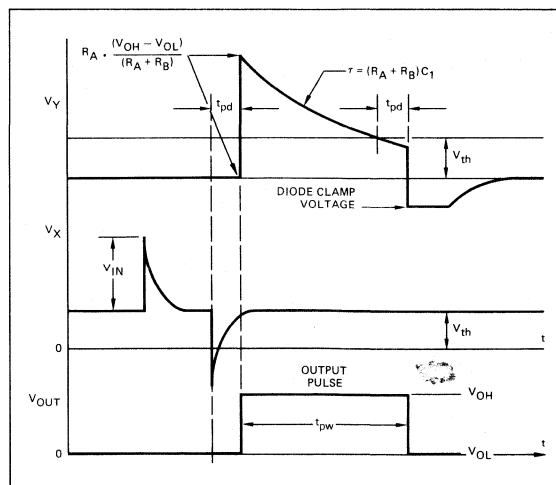 R_A · (V_OH – V_OL) / (R_A + R_B)
τ = (R_A + R_B)C_1
V_Y
t_pd
t_pd
V_th
DIODE CLAMP
VOLTAGE
V_X
V_IN
V_th
0
t
OUTPUT
PULSE
V_OH
V_OUT
t_pw
0
V_OL
t